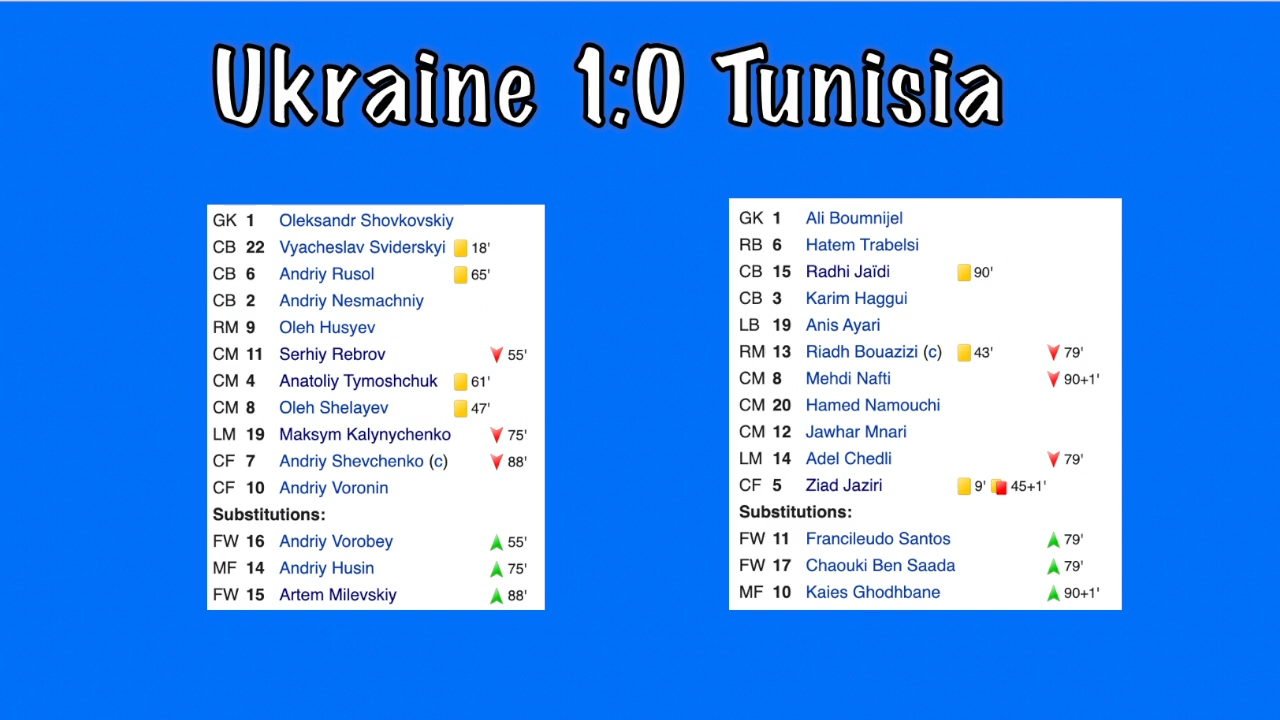 Ukraine 1:0 Tunisia
GK 1 Oleksandr Shovkovskiy
CB 22 Vyacheslav Sviderskyi 18'
CB 6 Andriy Rusol 65'
CB 2 Andriy Nesmachniy
RM 9 Oleh Husyev
CM 11 Serhiy Rebrov 55'
CM 4 Anatoliy Tymoshchuk 61'
CM 8 Oleh Shelayev 47'
LM 19 Maksym Kalynychenko 75'
CF 7 Andriy Shevchenko (c) 88'
CF 10 Andriy Voronin
Substitutions:
FW 16 Andriy Vorobey 55'
MF 14 Andriy Husin 75'
FW 15 Artem Milevskiy 88'
GK 1 Ali Boumnijel
RB 6 Hatem Trabelsi
CB 15 Radhi Jaïdi 90'
CB 3 Karim Haggui
LB 19 Anis Ayari
RM 13 Riadh Bouazizi (c) 43' 79'
CM 8 Mehdi Nafti 90+1'
CM 20 Hamed Namouchi
CM 12 Jawhar Mnari
LM 14 Adel Chedli 79'
CF 5 Ziad Jaziri 9' 45+1'
Substitutions:
FW 11 Francileudo Santos 79'
FW 17 Chaouki Ben Saada 79'
MF 10 Kaies Ghodhbane 90+1'